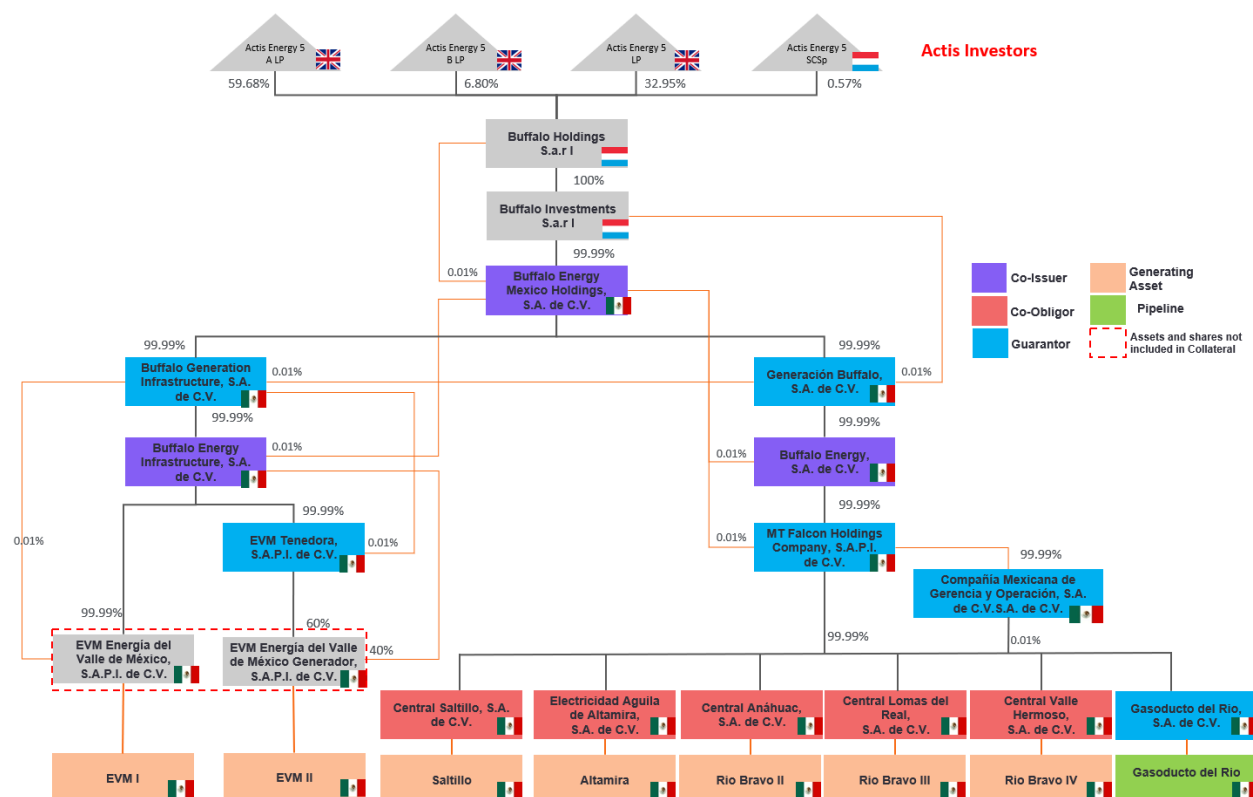 Actis Energy 5
A LP
Actis Energy 5
B LP
Actis Energy 5
LP
Actis Energy 5
SCSp
Actis Investors
59.68%
6.80%
32.95%
0.57%
Buffalo Holdings
S.a.r l
100%
Buffalo Investments
S.a.r l
99.99%
0.01%
Buffalo Energy
Mexico Holdings,
S.A. de C.V.
Co-Issuer
Generating
Asset
Co-Obligor
Pipeline
Guarantor
Assets and shares not
included in Collateral
99.99%
99.99%
Buffalo Generation
Infrastructure, S.A.
de C.V.
0.01%
Generación Buffalo,
S.A. de C.V.
0.01%
99.99%
99.99%
Buffalo Energy
Infrastructure, S.A.
de C.V.
0.01%
0.01%
Buffalo Energy,
S.A. de C.V.
99.99%
99.99%
0.01%
EVM Tenedora,
S.A.P.I. de C.V.
0.01%
0.01%
MT Falcon Holdings
Company, S.A.P.I.
de C.V.
99.99%
Compañía Mexicana de
Gerencia y Operación, S.A.
de C.V.S.A. de C.V.
99.99%
60%
99.99%
0.01%
EVM Energía del
Valle de México,
S.A.P.I. de C.V.
EVM Energía del Valle
de México Generador,
S.A.P.I. de C.V.
40%
Central Saltillo, S.A.
de C.V.
Electricidad Aguila
de Altamira,
S.A. de C.V.
Central Anáhuac,
S.A. de C.V.
Central Lomas del
Real,
S.A. de C.V.
Central Valle
Hermoso,
S.A. de C.V.
Gasoducto del Rio,
S.A. de C.V.
EVM I
EVM II
Saltillo
Altamira
Rio Bravo II
Rio Bravo III
Rio Bravo IV
Gasoducto del Rio